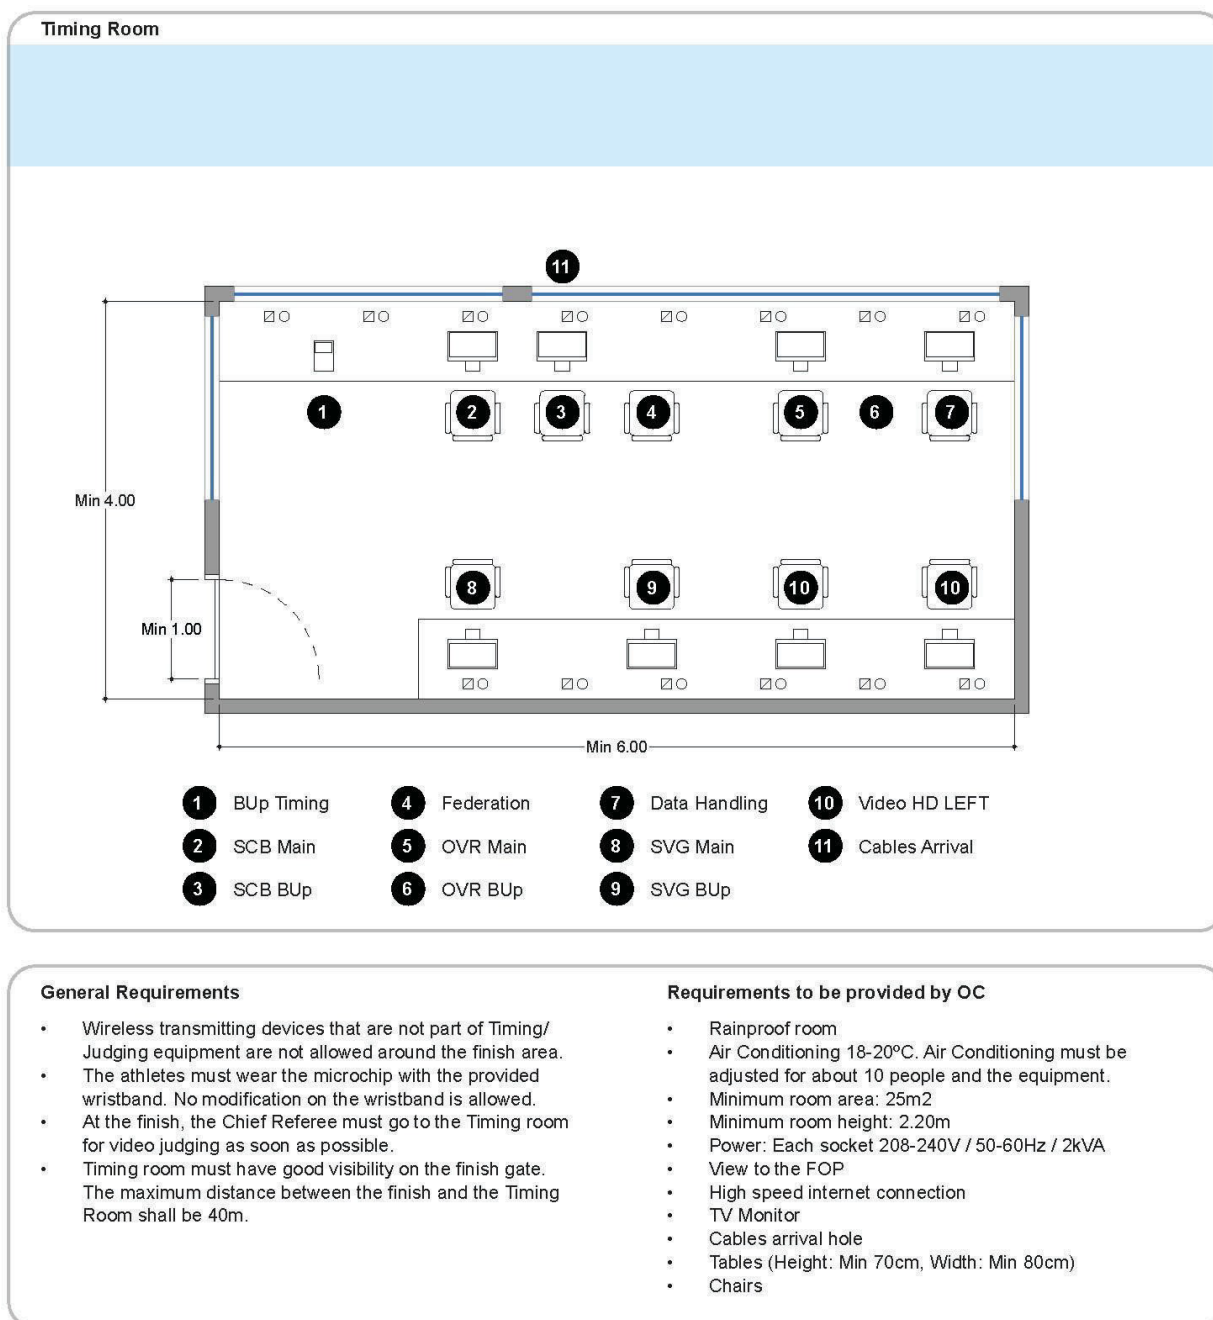 Timing Room
11
1
2
3
4
5
6
7
Min 4.00
8
9
10
10
Min 1.00
Min 6.00
1 BUp Timing
4 Federation
7 Data Handling
10 Video HD LEFT
2 SCB Main
5 OVR Main
8 SVG Main
11 Cables Arrival
3 SCB BUp
6 OVR BUp
9 SVG BUp
General Requirements
• Wireless transmitting devices that are not part of Timing/
Judging equipment are not allowed around the finish area.
• The athletes must wear the microchip with the provided
wristband. No modification on the wristband is allowed.
• At the finish, the Chief Referee must go to the Timing room
for video judging as soon as possible.
• Timing room must have good visibility on the finish gate.
The maximum distance between the finish and the Timing
Room shall be 40m.
Requirements to be provided by OC
• Rainproof room
• Air Conditioning 18-20ºC. Air Conditioning must be
adjusted for about 10 people and the equipment.
• Minimum room area: 25m2
• Minimum room height: 2.20m
• Power: Each socket 208-240V / 50-60Hz / 2kVA
• View to the FOP
• High speed internet connection
• TV Monitor
• Cables arrival hole
• Tables (Height: Min 70cm, Width: Min 80cm)
• Chairs